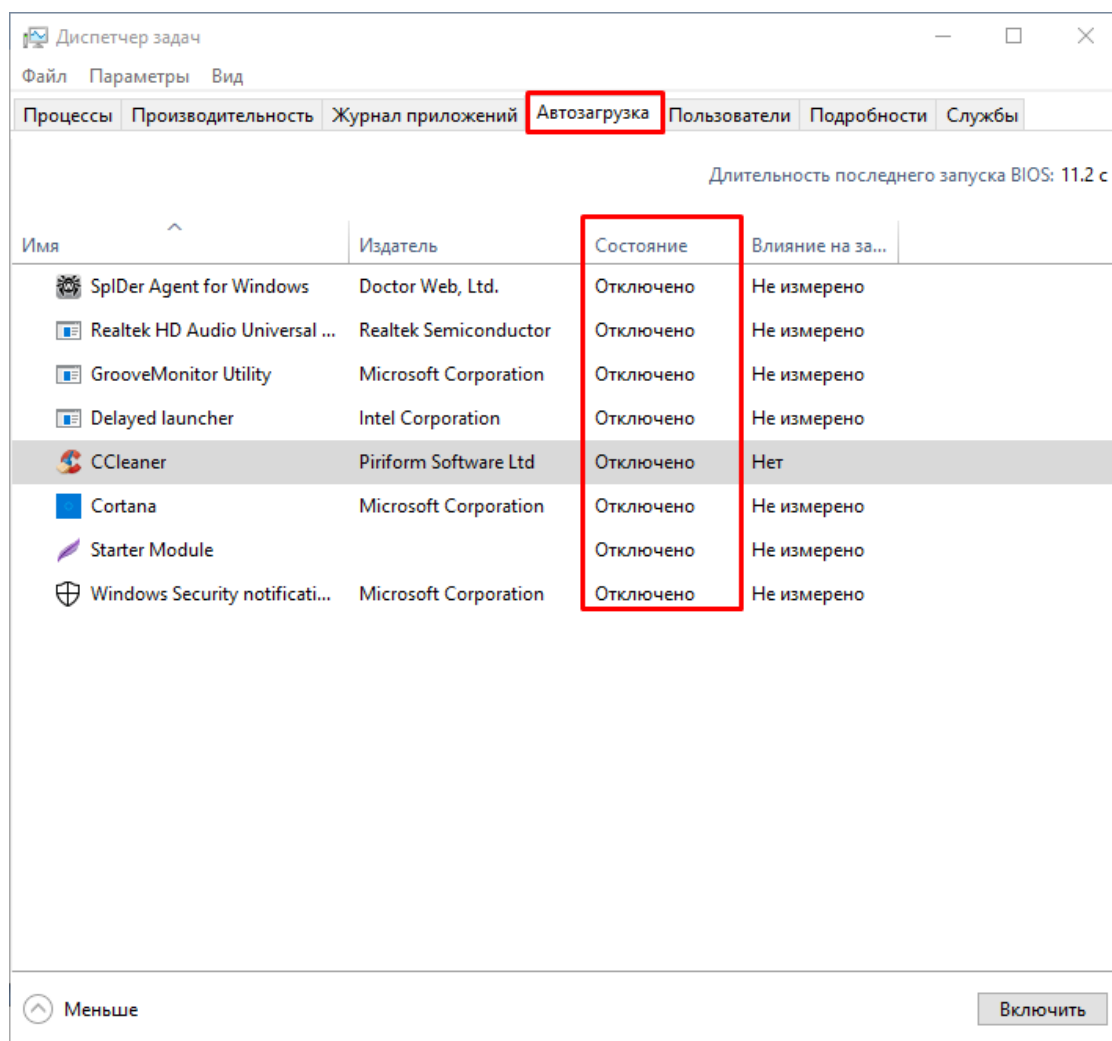 Диспетчер задач
Файл Параметры Вид
Процессы Производительность Журнал приложений Автозагрузка Пользователи Подробности Службы
Длительность последнего запуска BIOS: 11.2 с
Имя Издатель Состояние Влияние на за...
SpIDer Agent for Windows Doctor Web, Ltd. Отключено Не измерено
Realtek HD Audio Universal ... Realtek Semiconductor Отключено Не измерено
GrooveMonitor Utility Microsoft Corporation Отключено Не измерено
Delayed launcher Intel Corporation Отключено Не измерено
CCleaner Piriform Software Ltd Отключено Нет
Cortana Microsoft Corporation Отключено Не измерено
Starter Module Отключено Не измерено
Windows Security notificati... Microsoft Corporation Отключено Не измерено
Меньше Включить